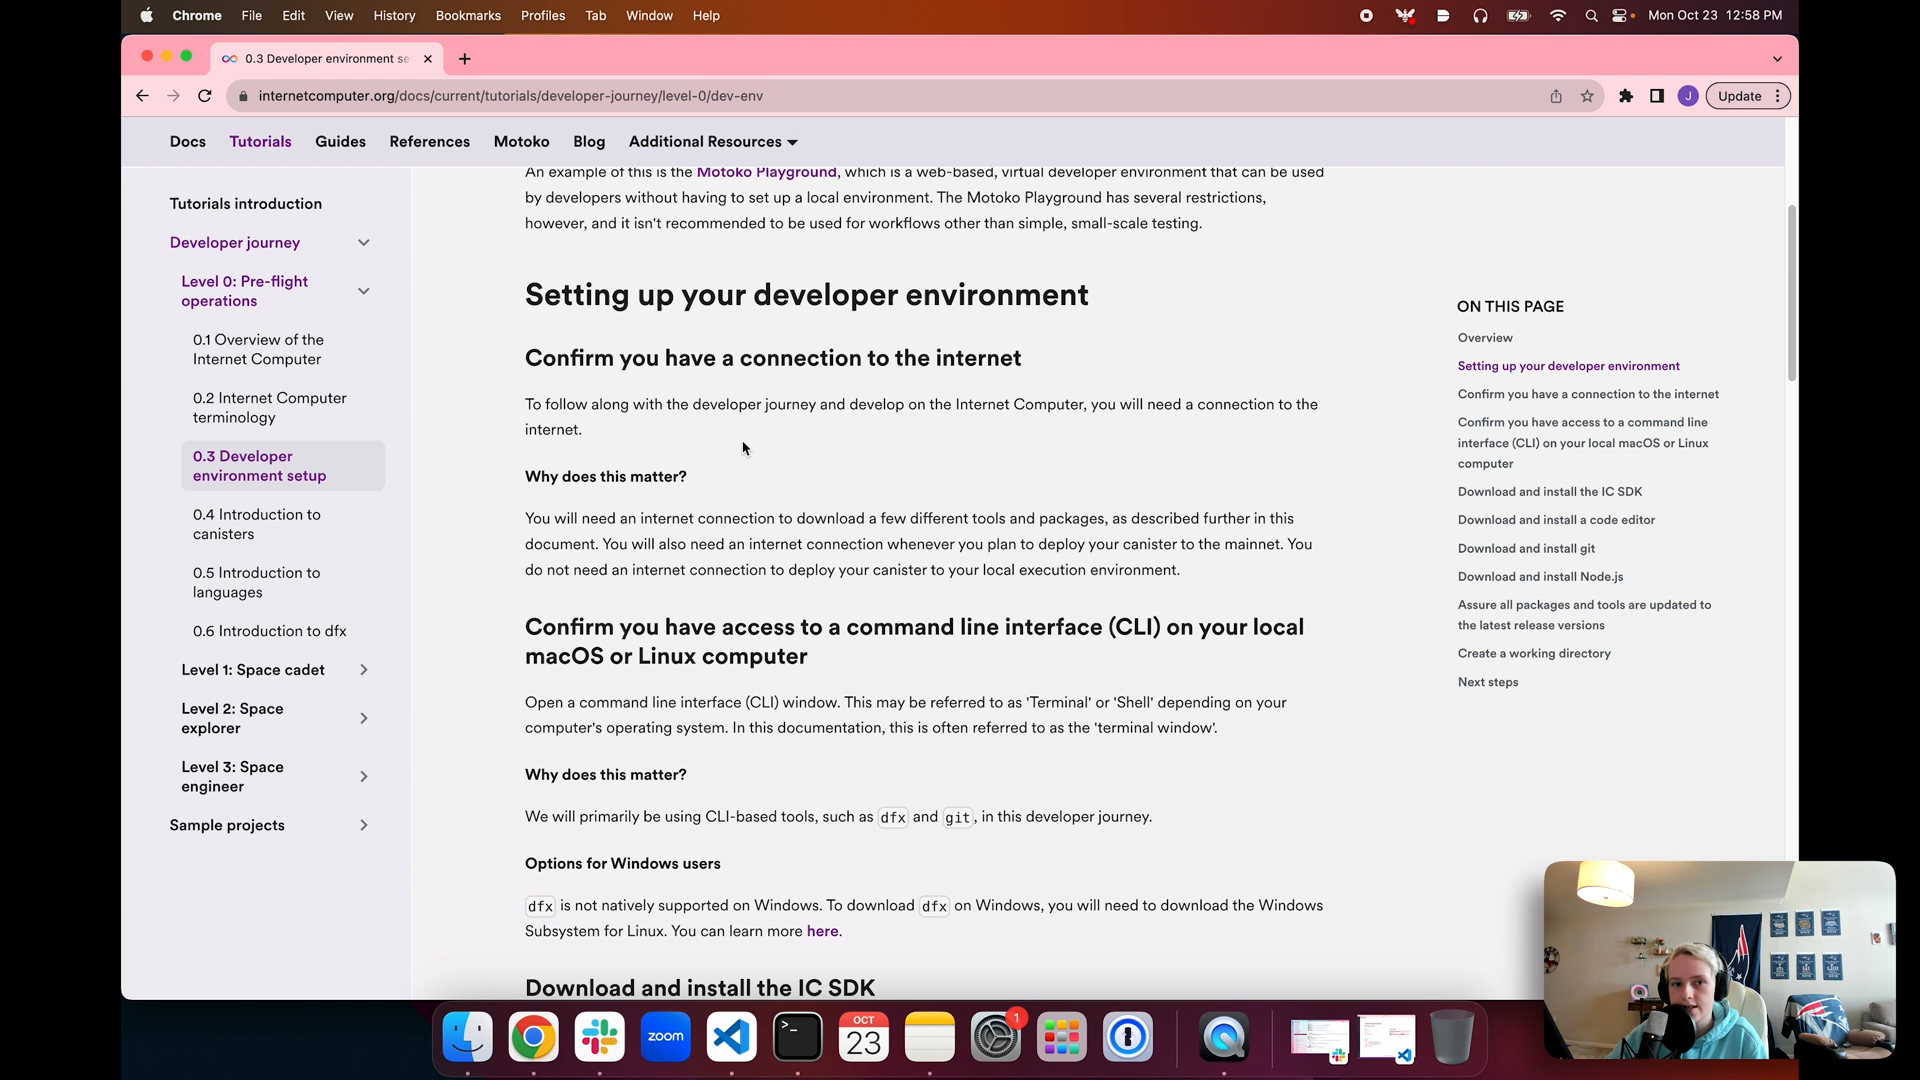 Chrome File Edit View History Bookmarks Profiles Tab Window Help Mon Oct 23 12:58 PM
0.3 Developer environment se
internetcomputer.org/docs/current/tutorials/developer-journey/level-0/dev-env J Update
Docs Tutorials Guides References Motoko Blog Additional Resources
Tutorials introduction
Developer journey
Level 0: Pre-flight
operations
0.1 Overview of the
Internet Computer
0.2 Internet Computer
terminology
0.3 Developer
environment setup
0.4 Introduction to
canisters
0.5 Introduction to
languages
0.6 Introduction to dfx
Level 1: Space cadet
Level 2: Space
explorer
Level 3: Space
engineer
Sample projects
An example of this is the Motoko Playground, which is a web-based, virtual developer environment that can be used
by developers without having to set up a local environment. The Motoko Playground has several restrictions,
however, and it isn't recommended to be used for workflows other than simple, small-scale testing.
Setting up your developer environment
Confirm you have a connection to the internet
To follow along with the developer journey and develop on the Internet Computer, you will need a connection to the
internet.
Why does this matter?
You will need an internet connection to download a few different tools and packages, as described further in this
document. You will also need an internet connection whenever you plan to deploy your canister to the mainnet. You
do not need an internet connection to deploy your canister to your local execution environment.
Confirm you have access to a command line interface (CLI) on your local
macOS or Linux computer
Open a command line interface (CLI) window. This may be referred to as 'Terminal' or 'Shell' depending on your
computer's operating system. In this documentation, this is often referred to as the 'terminal window'.
Why does this matter?
We will primarily be using CLI-based tools, such as dfx and git, in this developer journey.
Options for Windows users
dfx is not natively supported on Windows. To download dfx on Windows, you will need to download the Windows
Subsystem for Linux. You can learn more here.
Download and install the IC SDK
ON THIS PAGE
Overview
Setting up your developer environment
Confirm you have a connection to the internet
Confirm you have access to a command line
interface (CLI) on your local macOS or Linux
computer
Download and install the IC SDK
Download and install a code editor
Download and install git
Download and install Node.js
Assure all packages and tools are updated to
the latest release versions
Create a working directory
Next steps
zoom
>_
OCT
23
1